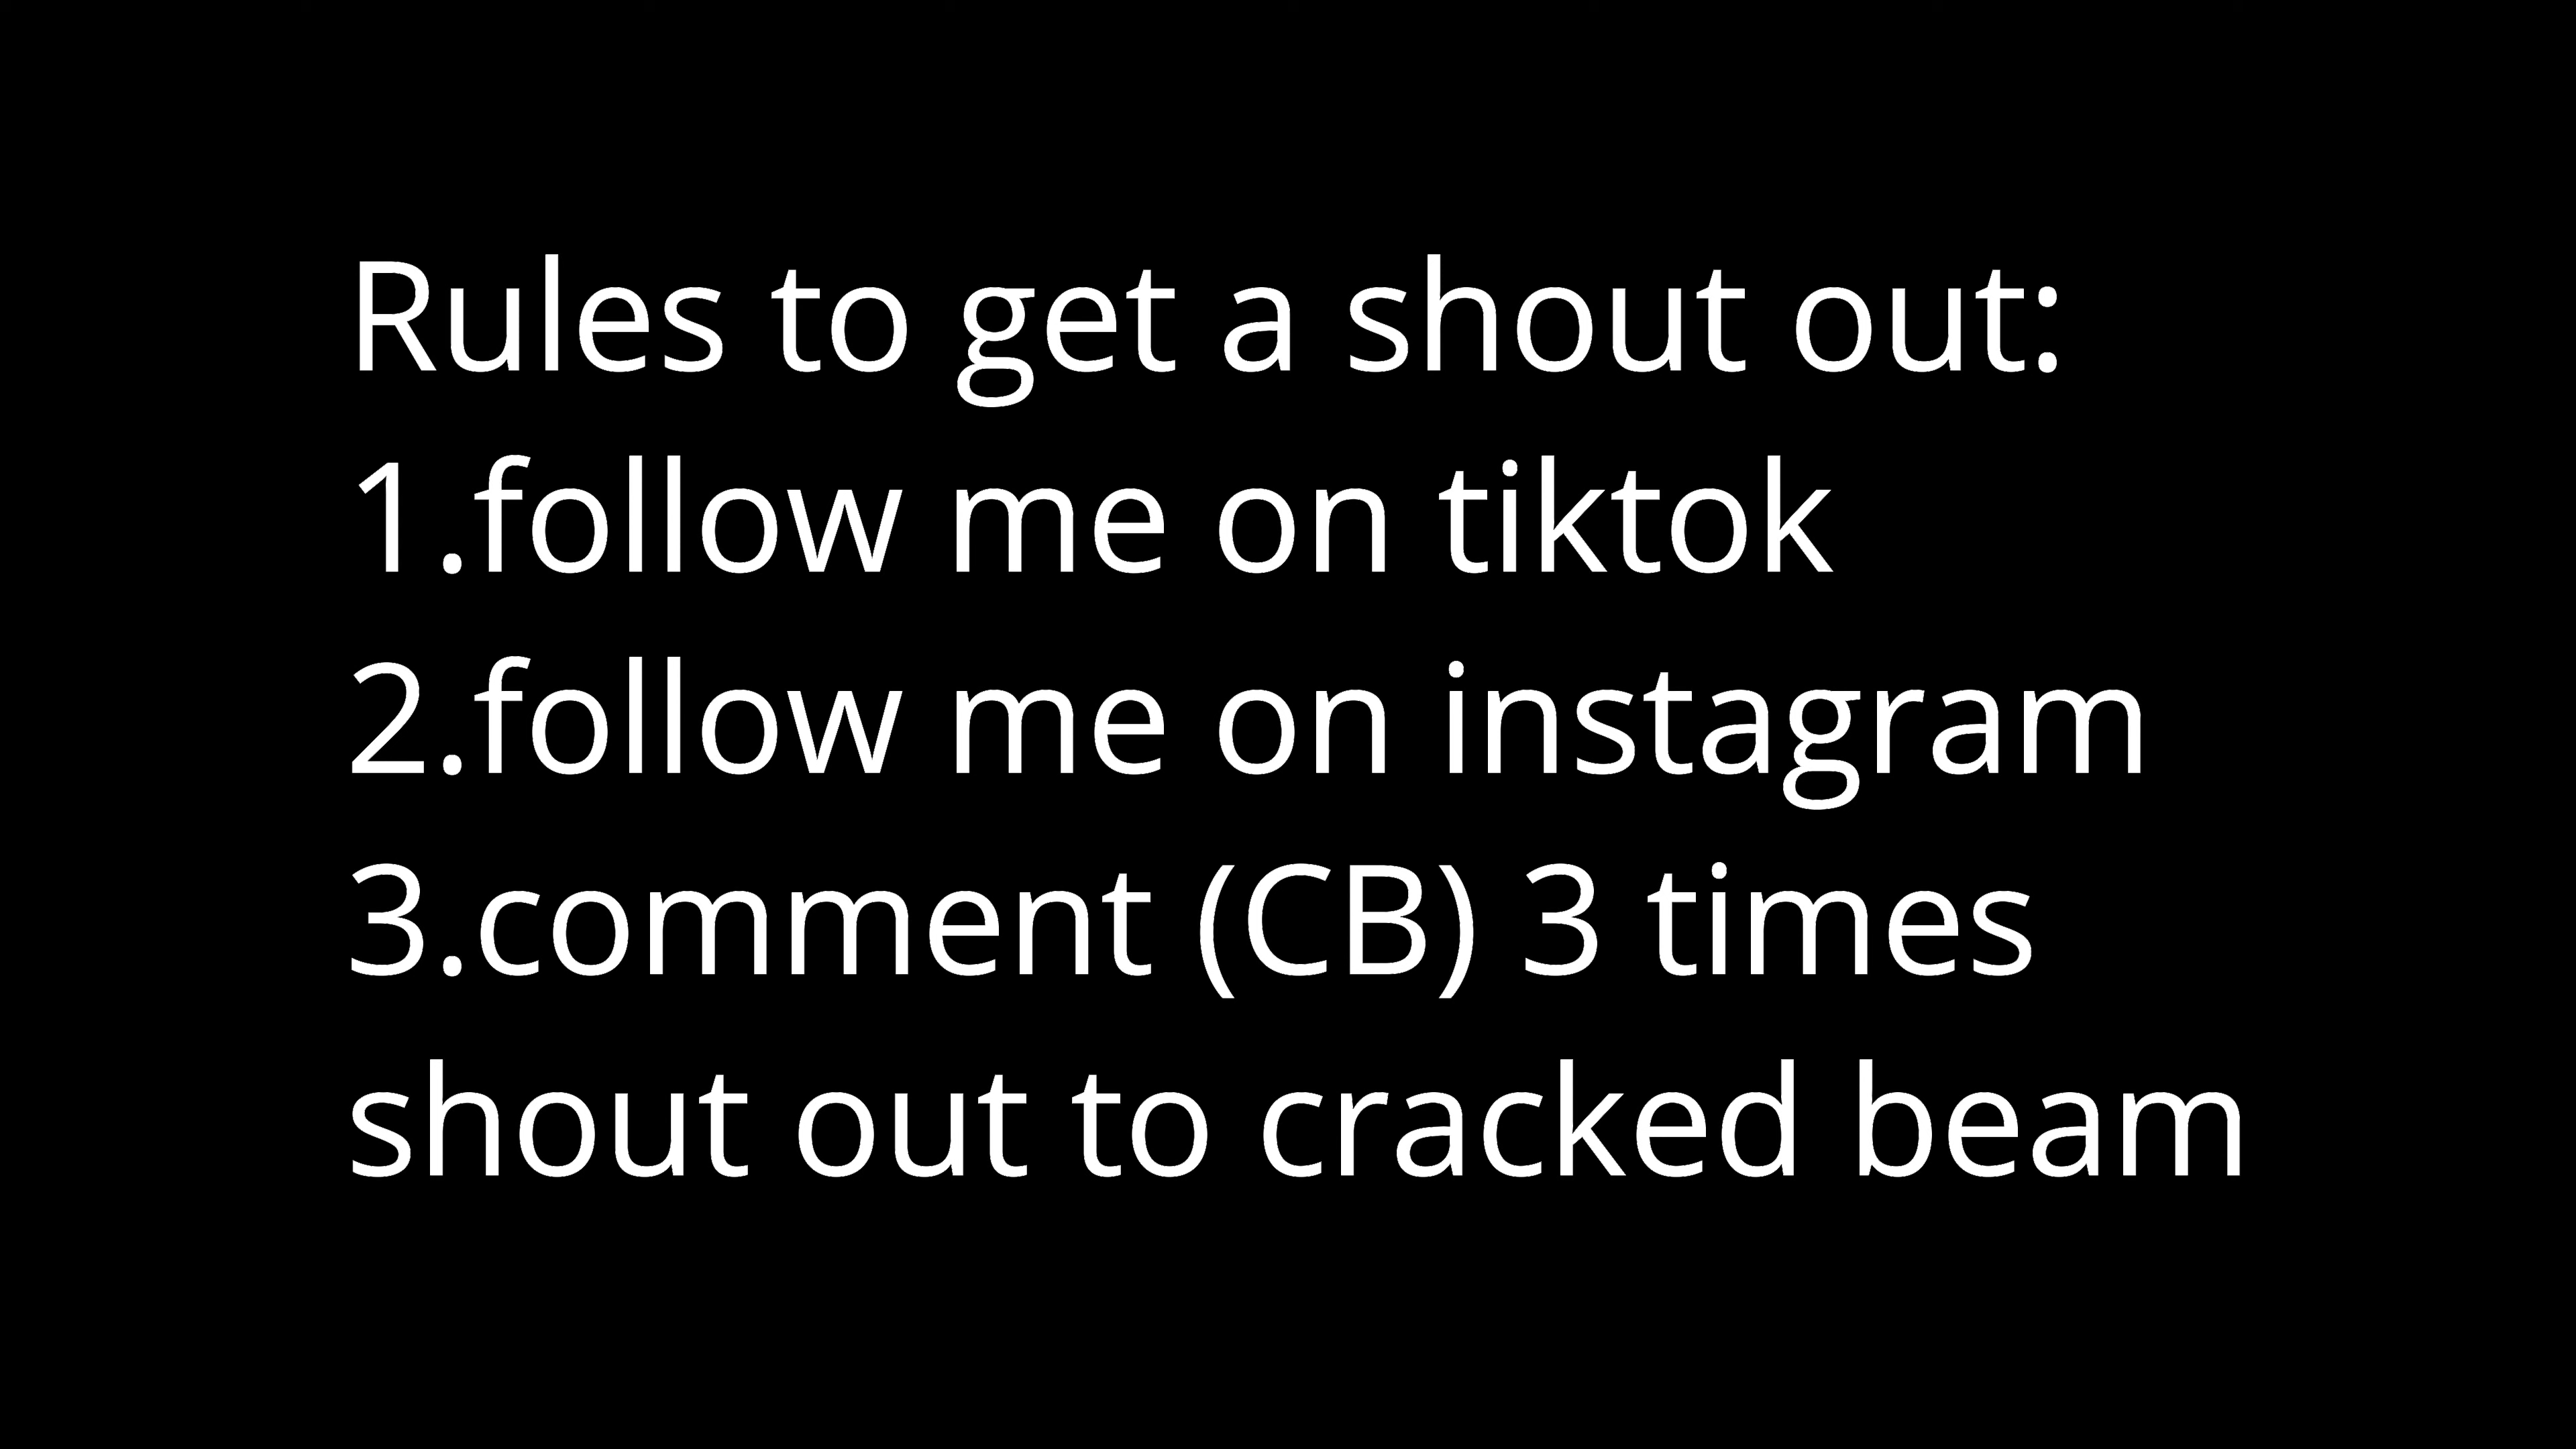 Rules to get a shout out:
1.follow me on tiktok
2.follow me on instagram
3.comment (CB) 3 times
shout out to cracked beam